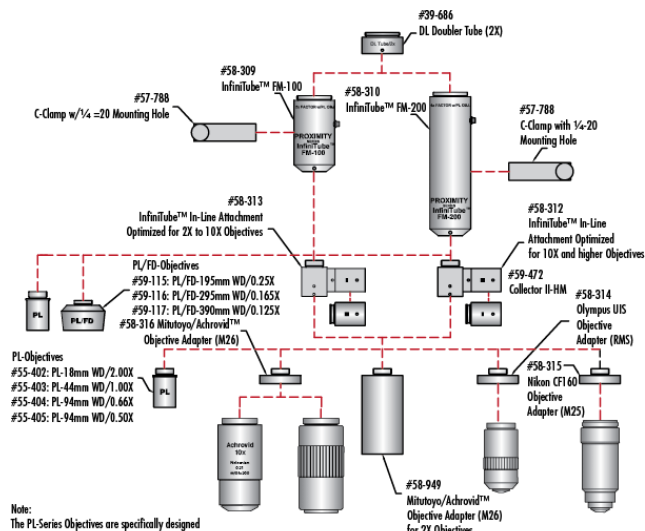 #39-686
DL Doubler Tube (2X)
DL Tube/2x
#58-309
InfiniTube™ FM-100
#58-310
InfiniTube™ FM-200
#57-788
C-Clamp w/¼ =20 Mounting Hole
PROXIMITY
InfiniTube™
FM-100
#57-788
C-Clamp with ¼-20
Mounting Hole
PROXIMITY
InfiniTube™
FM-200
#58-313
InfiniTube™ In-Line Attachment
Optimized for 2X to 10X Objectives
#58-312
InfiniTube™ In-Line
Attachment Optimized
for 10X and higher Objectives
#59-472
Collector II-HM
PL
PL/FD
PL/FD-Objectives
#59-115: PL/FD-195mm WD/0.25X
#59-116: PL/FD-295mm WD/0.165X
#59-117: PL/FD-390mm WD/0.125X
#58-316 Mitutoyo/Achrovid™
Objective Adapter (M26)
#58-314
Olympus UIS
Objective
Adapter (RMS)
#58-315
Nikon CFI 60
Objective
Adapter (M25)
PL-Objectives
#55-402: PL-18mm WD/2.00X
#55-403: PL-44mm WD/1.00X
#55-404: PL-94mm WD/0.66X
#55-405: PL-94mm WD/0.50X
PL
Achrovid
10x
#58-949
Mitutoyo/Achrovid™
Objective Adapter (M26)
for 2X Objectives
Note:
The PL-Series Objectives are specifically designed